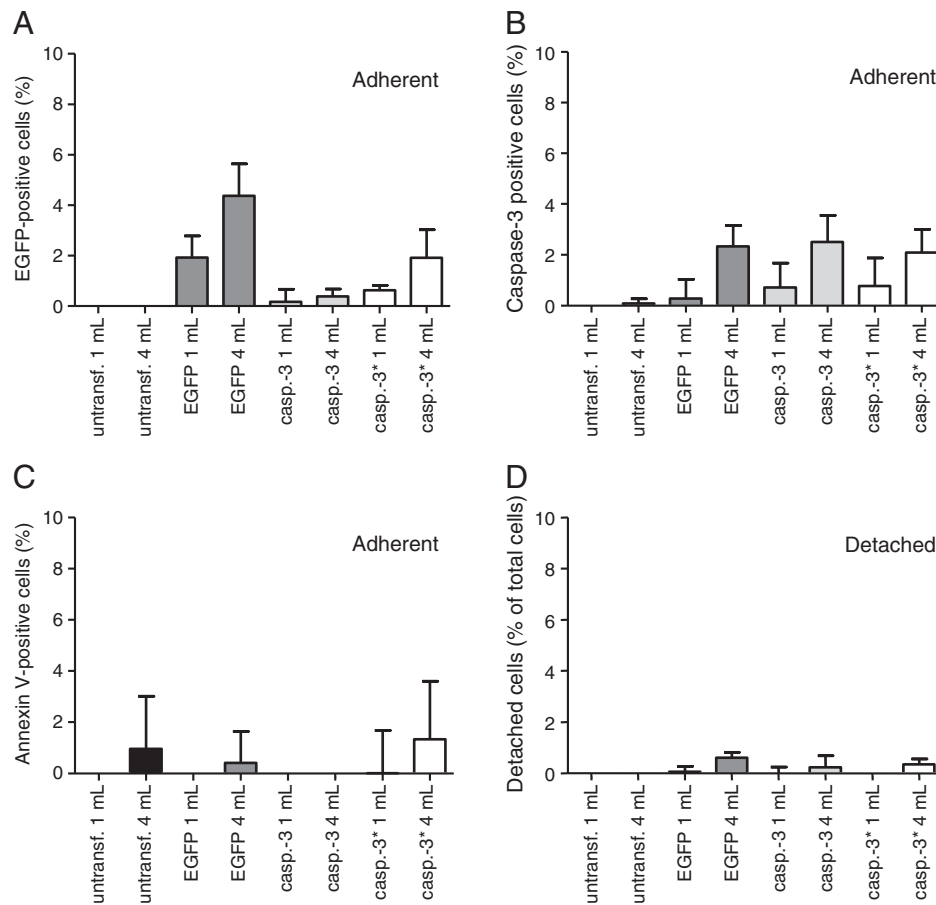 A
EGFP-positive cells (%)
10
8
6
4
2
0
Adherent
untransf. 1 mL
untransf. 4 mL
EGFP 1 mL
EGFP 4 mL
casp.-3 1 mL
casp.-3 4 mL
casp.-3* 1 mL
casp.-3* 4 mL
B
Caspase-3 positive cells (%)
10
8
6
4
2
0
Adherent
untransf. 1 mL
untransf. 4 mL
EGFP 1 mL
EGFP 4 mL
casp.-3 1 mL
casp.-3 4 mL
casp.-3* 1 mL
casp.-3* 4 mL
C
Annexin V-positive cells (%)
10
8
6
4
2
0
Adherent
untransf. 1 mL
untransf. 4 mL
EGFP 1 mL
EGFP 4 mL
casp.-3 1 mL
casp.-3 4 mL
casp.-3* 1 mL
casp.-3* 4 mL
D
Detached cells (% of total cells)
10
8
6
4
2
0
Detached
untransf. 1 mL
untransf. 4 mL
EGFP 1 mL
EGFP 4 mL
casp.-3 1 mL
casp.-3 4 mL
casp.-3* 1 mL
casp.-3* 4 mL